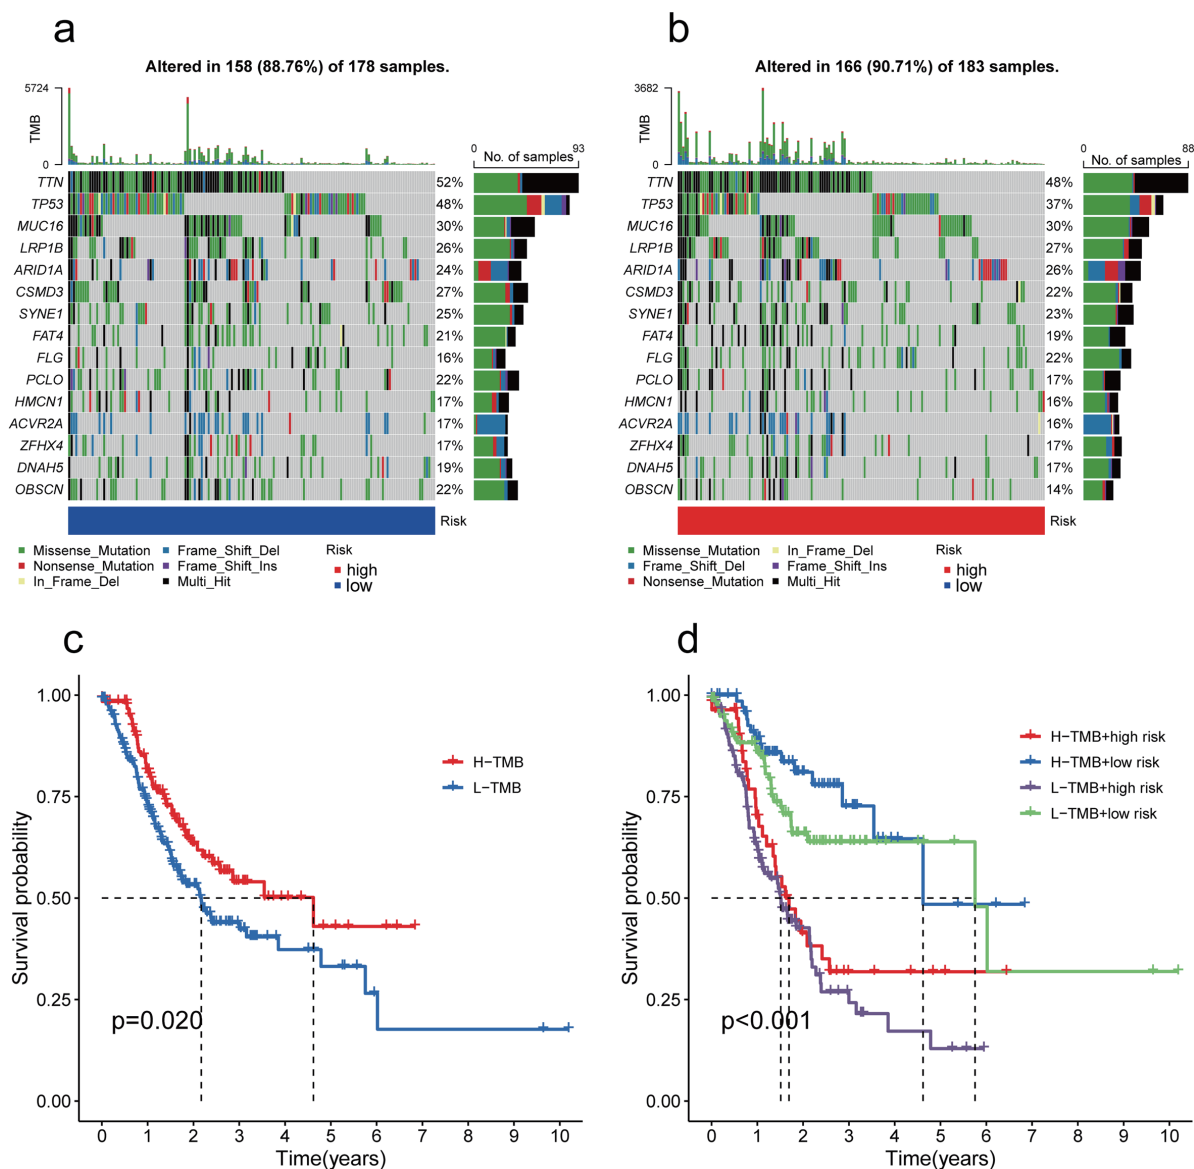 a
Altered in 158 (88.76%) of 178 samples.
5724
0
TMB
0 93
No. of samples
TTN 52%
TP53 48%
MUC16 30%
LRP1B 26%
ARID1A 24%
CSMD3 27%
SYNE1 25%
FAT4 21%
FLG 16%
PCLO 22%
HMCN1 17%
ACVR2A 17%
ZFHX4 17%
DNAH5 19%
OBSCN 22%
Risk
Missense_Mutation Frame_Shift_Del Risk
Nonsense_Mutation Frame_Shift_Ins high
In_Frame_Del Multi_Hit low
b
Altered in 166 (90.71%) of 183 samples.
3682
0
TMB
0 88
No. of samples
TTN 48%
TP53 37%
MUC16 30%
LRP1B 27%
ARID1A 26%
CSMD3 22%
SYNE1 23%
FAT4 19%
FLG 22%
PCLO 17%
HMCN1 16%
ACVR2A 16%
ZFHX4 17%
DNAH5 17%
OBSCN 14%
Risk
Missense_Mutation In_Frame_Del Risk
Frame_Shift_Del Frame_Shift_Ins high
Nonsense_Mutation Multi_Hit low
c
1.00
0.75
0.50
0.25
0.00
Survival probability
H-TMB
L-TMB
p=0.020
0 1 2 3 4 5 6 7 8 9 10
Time(years)
d
1.00
0.75
0.50
0.25
0.00
Survival probability
H-TMB+high risk
H-TMB+low risk
L-TMB+high risk
L-TMB+low risk
p<0.001
0 1 2 3 4 5 6 7 8 9 10
Time(years)